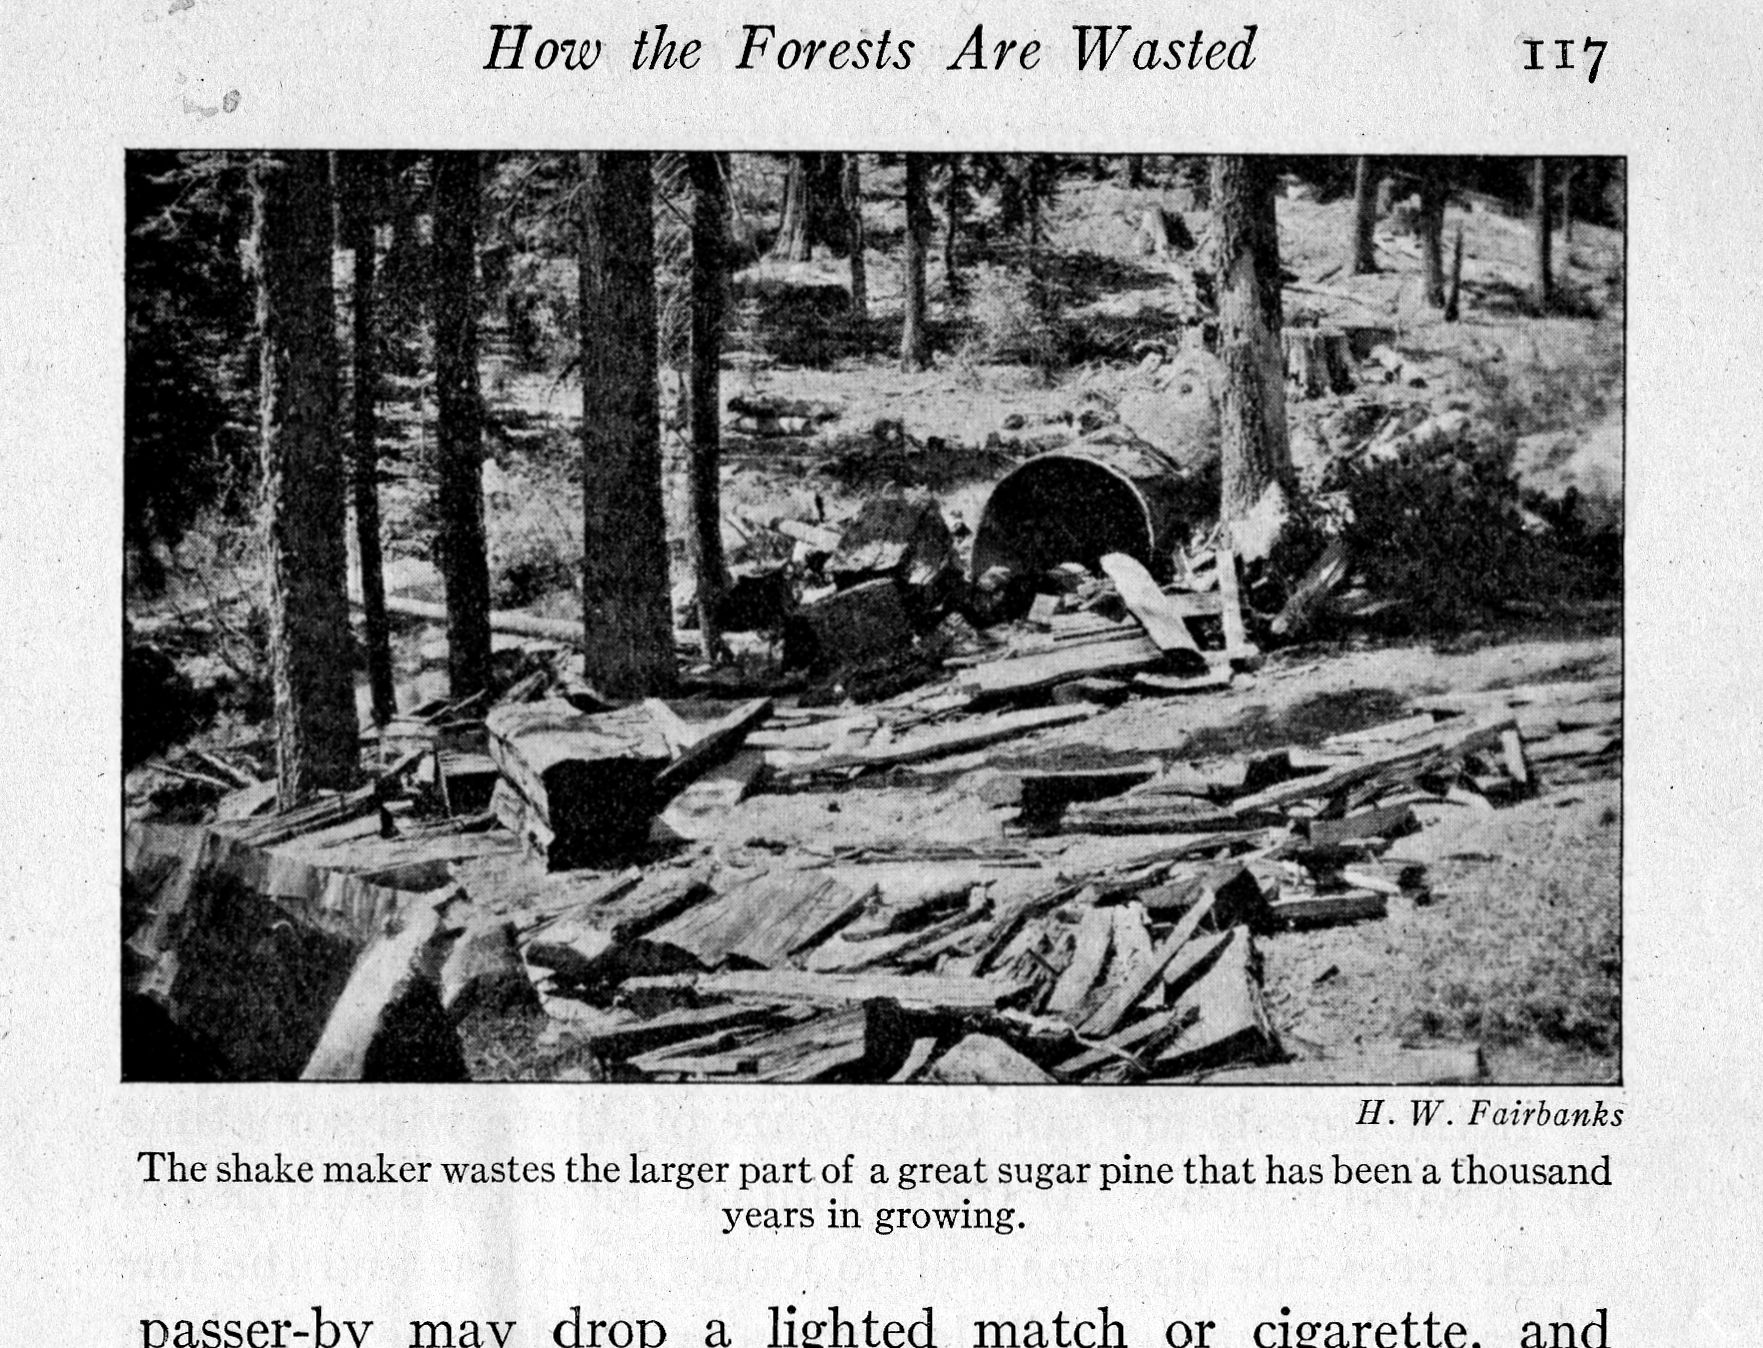 How the Forests Are Wasted 117
H. W. Fairbanks
The shake maker wastes the larger part of a great sugar pine that has been a thousand
years in growing.
passer-by may drop a lighted match or cigarette, and